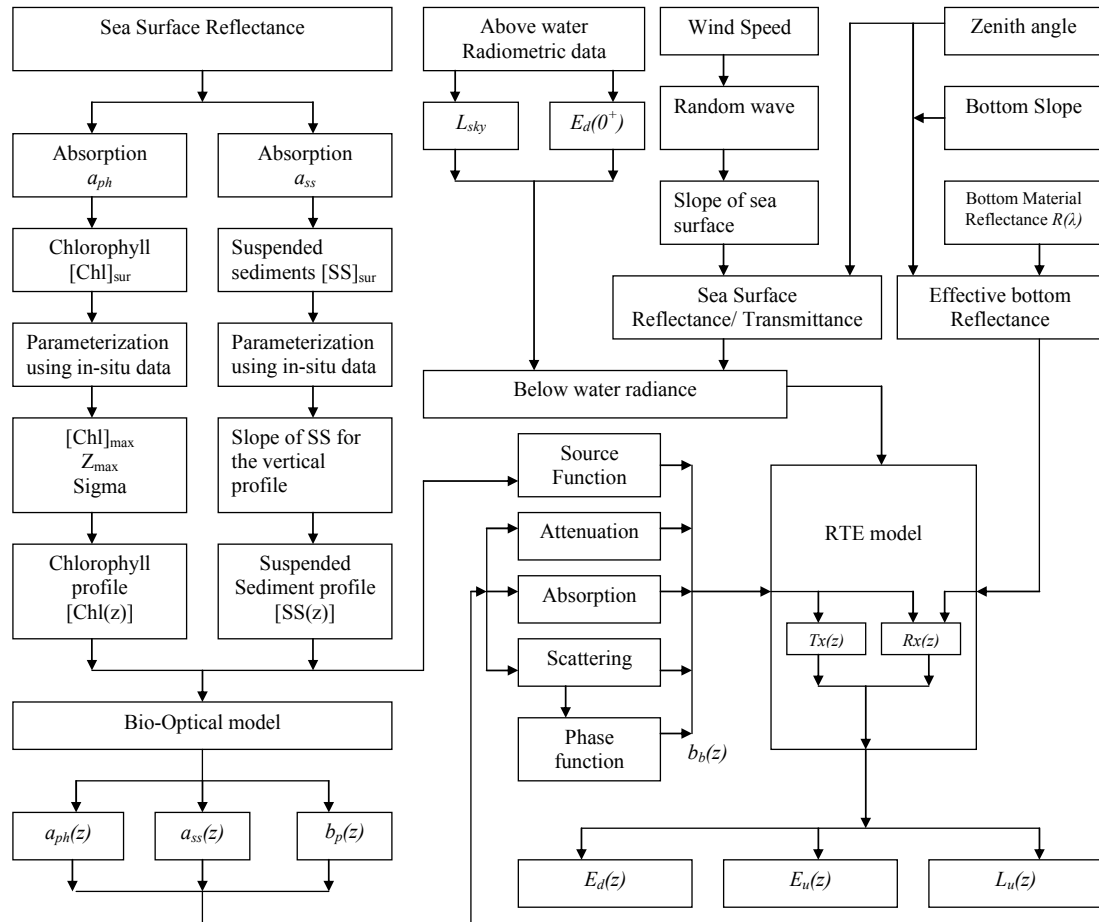 Sea Surface Reflectance
Above water
Radiometric data
Wind Speed
Zenith angle
L_sky
E_d(0⁺)
Random wave
Bottom Slope
Absorption
a_ph
Absorption
a_ss
Slope of sea
surface
Bottom Material
Reflectance R(λ)
Chlorophyll
[Chl]_sur
Suspended
sediments [SS]_sur
Sea Surface
Reflectance/ Transmittance
Effective bottom
Reflectance
Parameterization
using in-situ data
Parameterization
using in-situ data
Below water radiance
[Chl]_max
Z_max
Sigma
Slope of SS for
the vertical
profile
Source
Function
Attenuation
RTE model
Chlorophyll
profile
[Chl(z)]
Suspended
Sediment profile
[SS(z)]
Absorption
Tx(z)
Rx(z)
Scattering
Bio-Optical model
Phase
function
b_b(z)
a_ph(z)
a_ss(z)
b_p(z)
E_d(z)
E_u(z)
L_u(z)